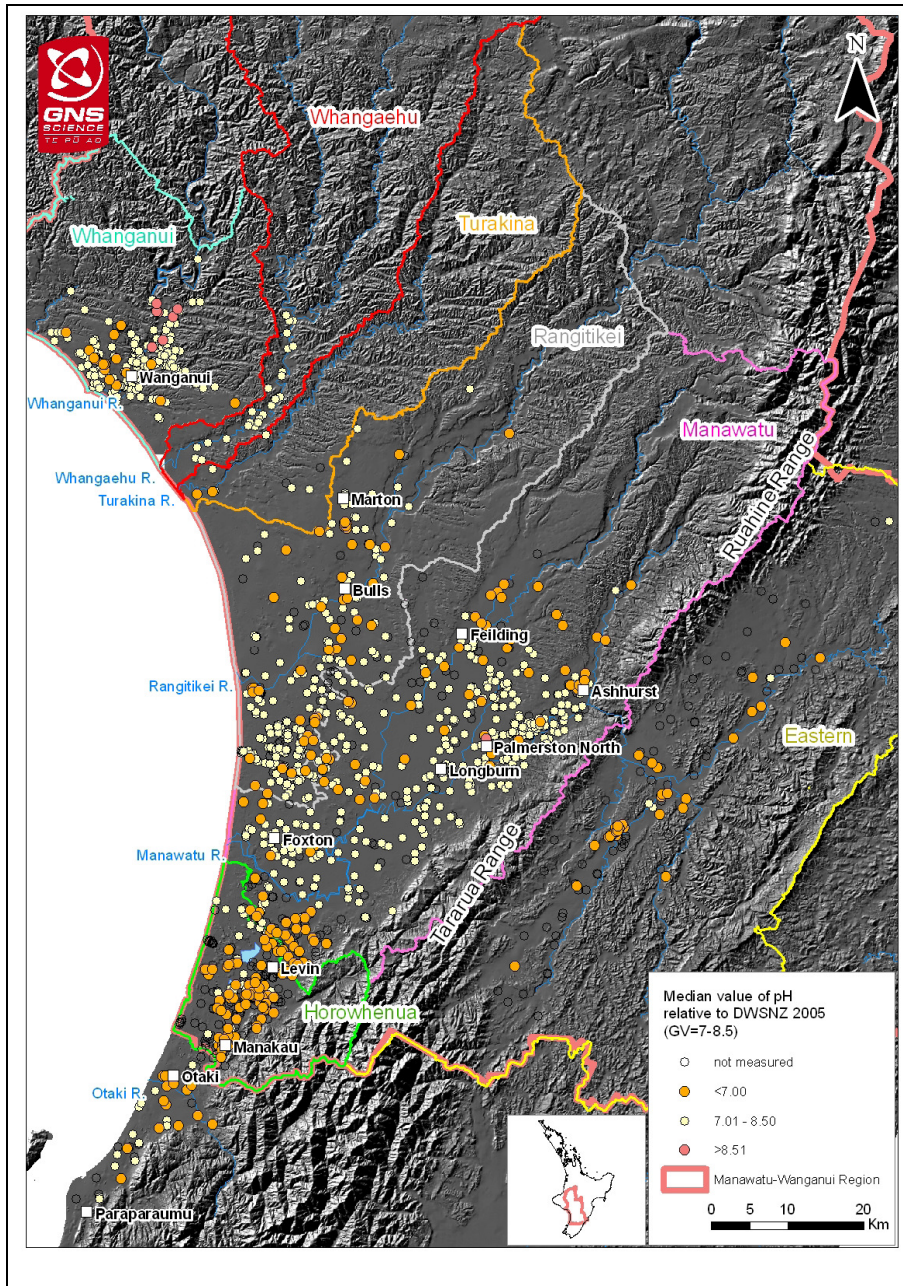 N
GNS
SCIENCE
TE PŪ AO
Whangaehu
Whanganui
Turakina
Rangitikei
Wanganui
Whanganui R.
Manawatu
Ruahine Range
Whangaehu R.
Turakina R.
Marton
Bulls
Feilding
Rangitikei R.
Ashhurst
Palmerston North
Eastern
Longburn
Foxton
Manawatu R.
Tararua Range
Levin
Horowhenua
Manakau
Otaki
Otaki R.
Paraparaumu
Median value of pH
relative to DWSNZ 2005
(GV=7-8.5)
not measured
<7.00
7.01 - 8.50
>8.51
Manawatu-Wanganui Region
0 5 10 20
Km